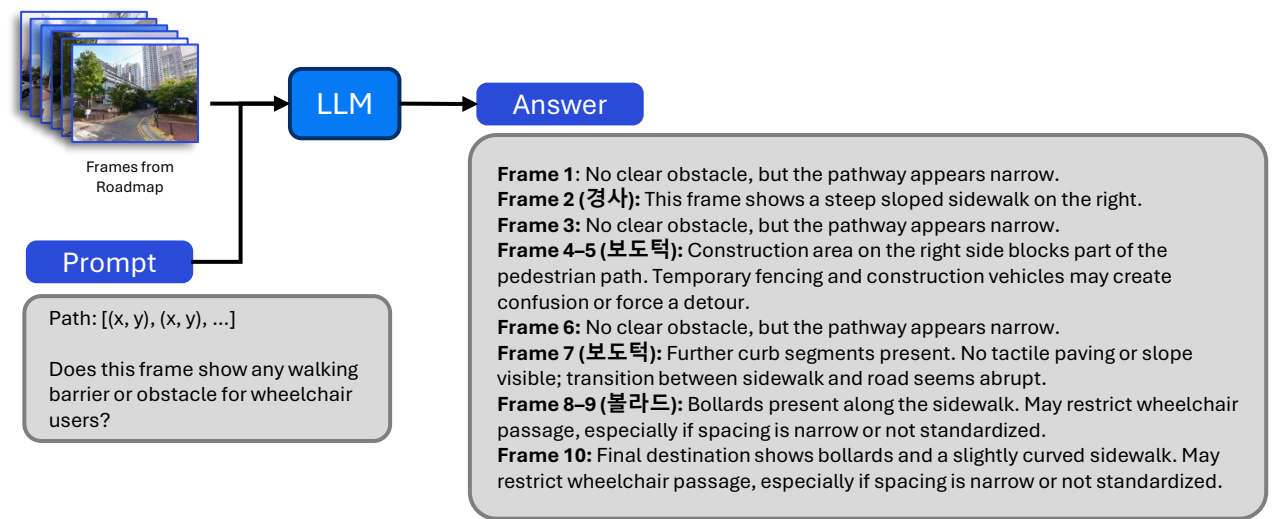 Frames from
Roadmap
LLM
Answer
Prompt
Path: [(x, y), (x, y), ...]
Does this frame show any walking
barrier or obstacle for wheelchair
users?
Frame 1: No clear obstacle, but the pathway appears narrow.
Frame 2 (경사): This frame shows a steep sloped sidewalk on the right.
Frame 3: No clear obstacle, but the pathway appears narrow.
Frame 4–5 (보도턱): Construction area on the right side blocks part of the
pedestrian path. Temporary fencing and construction vehicles may create
confusion or force a detour.
Frame 6: No clear obstacle, but the pathway appears narrow.
Frame 7 (보도턱): Further curb segments present. No tactile paving or slope
visible; transition between sidewalk and road seems abrupt.
Frame 8–9 (볼라드): Bollards present along the sidewalk. May restrict wheelchair
passage, especially if spacing is narrow or not standardized.
Frame 10: Final destination shows bollards and a slightly curved sidewalk. May
restrict wheelchair passage, especially if spacing is narrow or not standardized.